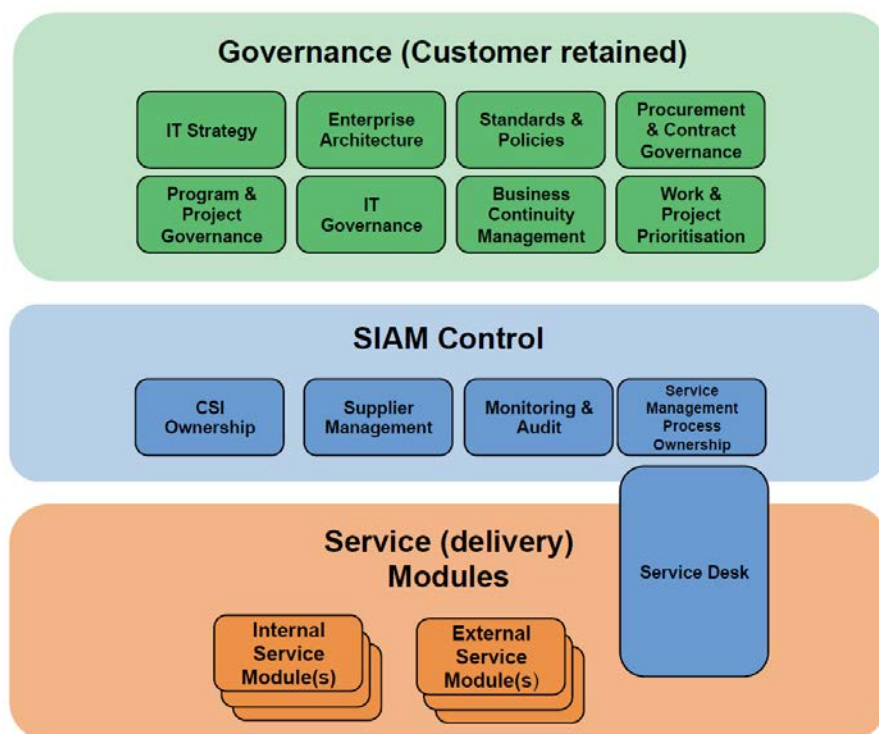 Governance (Customer retained)
IT Strategy
Enterprise
Architecture
Standards &
Policies
Procurement
& Contract
Governance
Program &
Project
Governance
IT
Governance
Business
Continuity
Management
Work &
Project
Prioritisation
SIAM Control
CSI
Ownership
Supplier
Management
Monitoring &
Audit
Service
Management
Process
Ownership
Service (delivery)
Modules
Service Desk
Internal
Service
Module(s)
External
Service
Module(s)